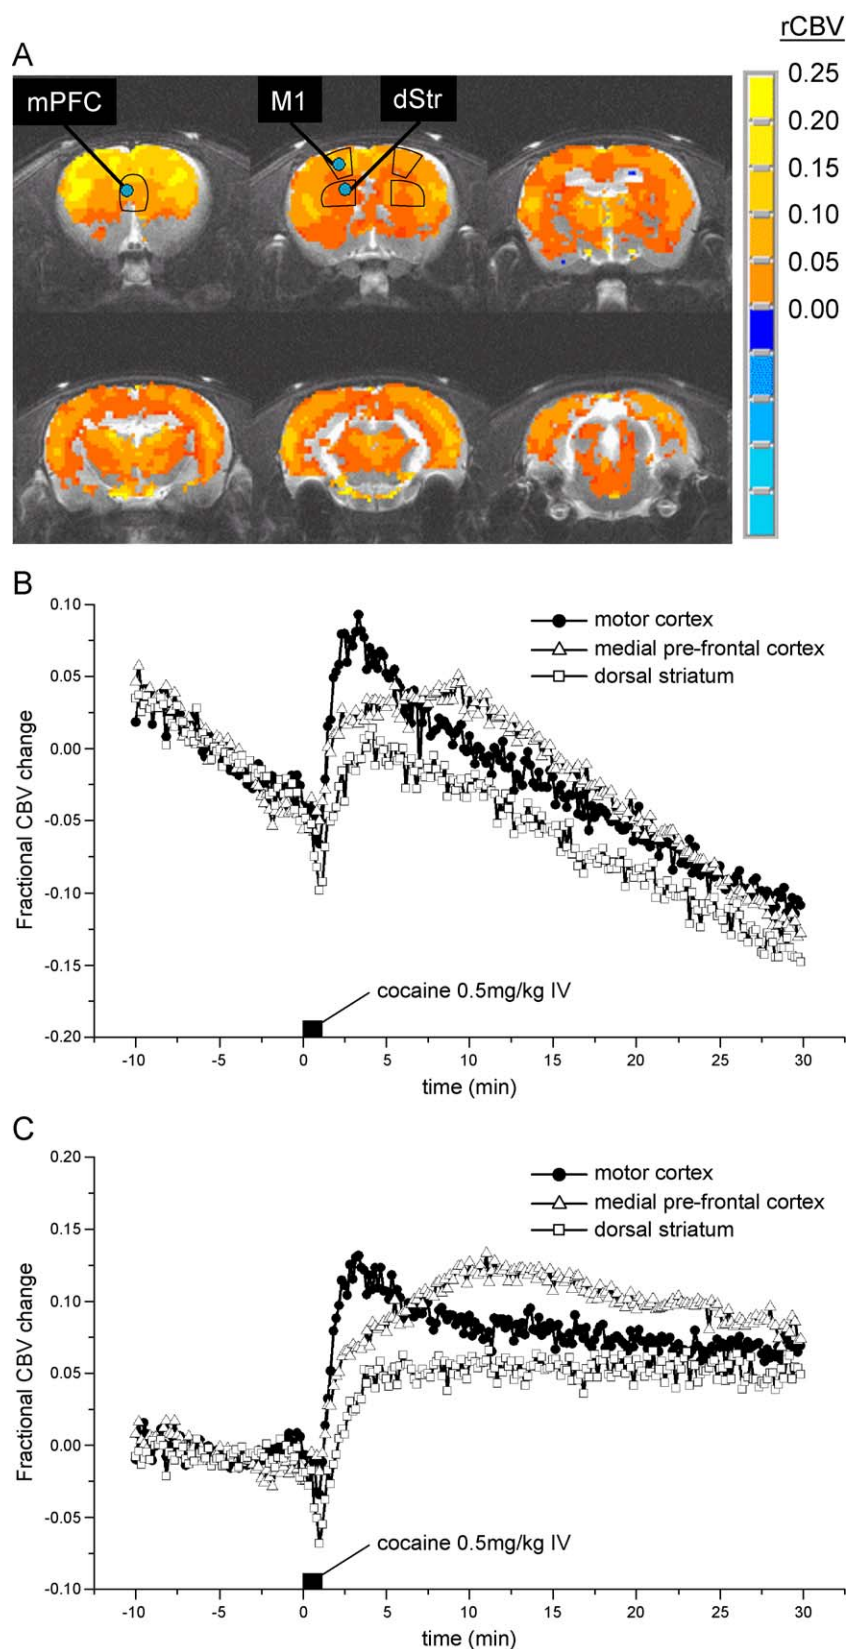 rCBV
A
mPFC
M1
dStr
0.25
0.20
0.15
0.10
0.05
0.00
B
0.10
0.05
0.00
-0.05
-0.10
-0.15
-0.20
Fractional CBV change
motor cortex
medial pre-frontal cortex
dorsal striatum
cocaine 0.5mg/kg IV
-10 -5 0 5 10 15 20 25 30
time (min)
C
0.20
0.15
0.10
0.05
0.00
-0.05
-0.10
Fractional CBV change
motor cortex
medial pre-frontal cortex
dorsal striatum
cocaine 0.5mg/kg IV
-10 -5 0 5 10 15 20 25 30
time (min)